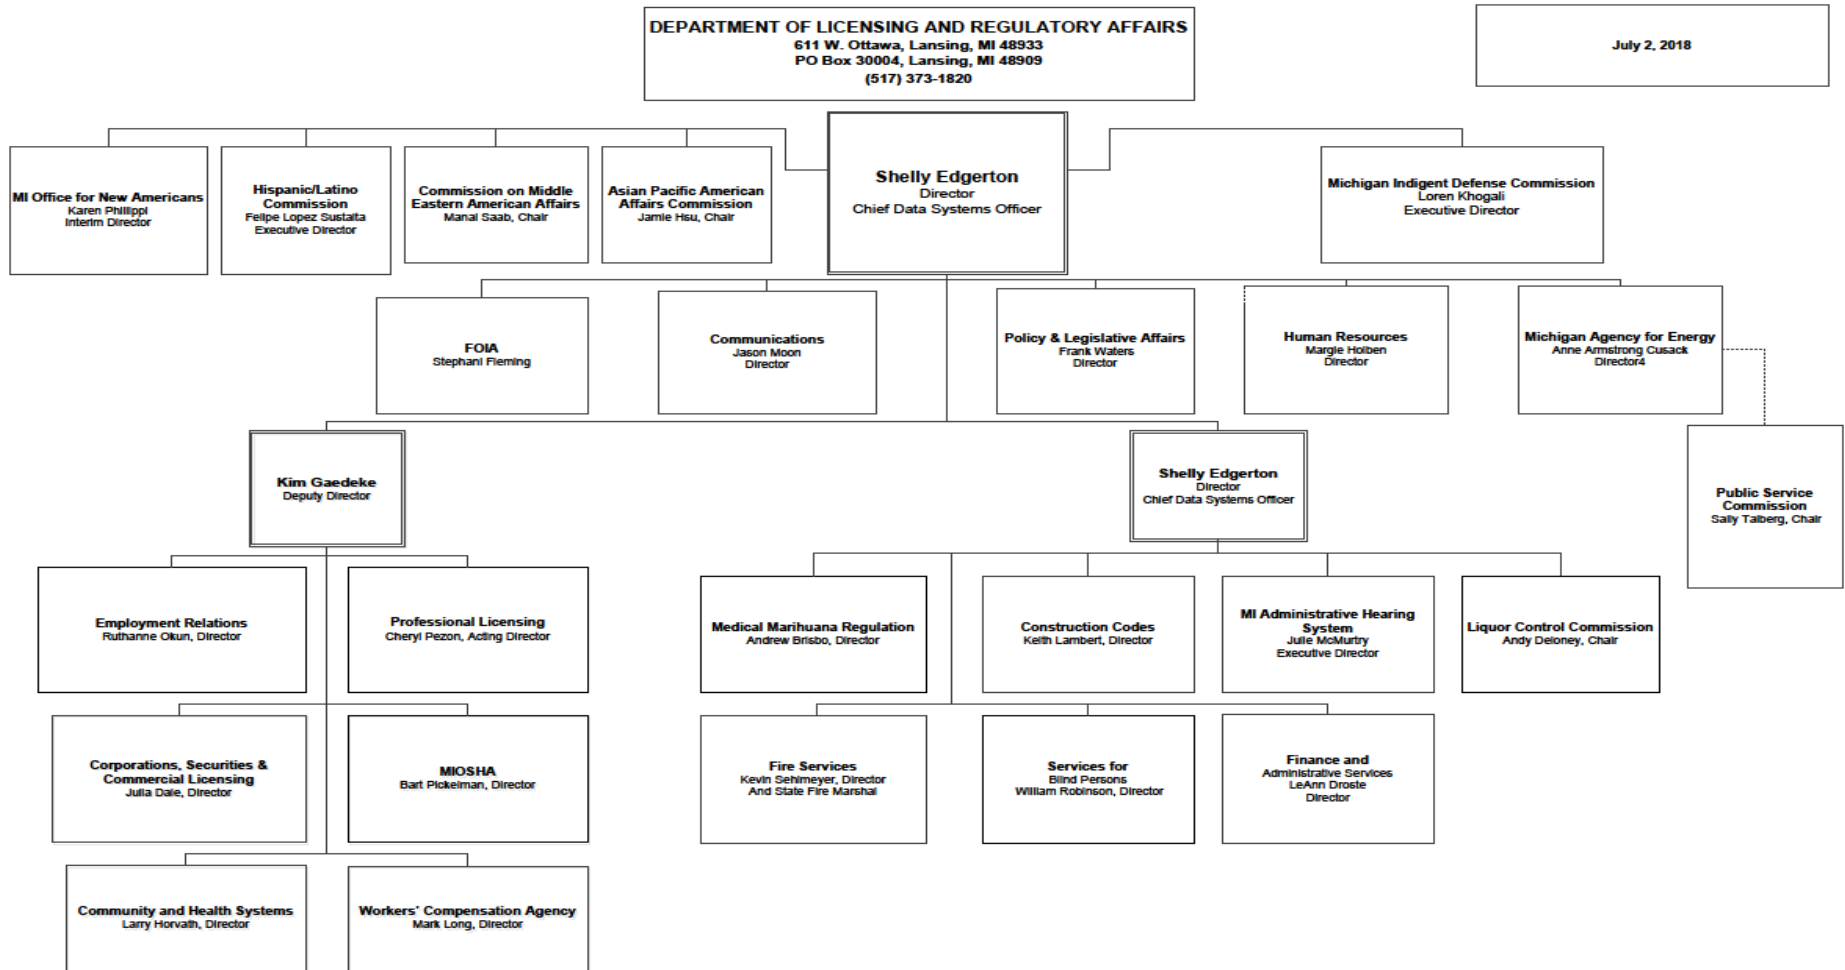 DEPARTMENT OF LICENSING AND REGULATORY AFFAIRS
611 W. Ottawa, Lansing, MI 48933
PO Box 30004, Lansing, MI 48909
(517) 373-1820
July 2, 2018
Shelly Edgerton
Director
Chief Data Systems Officer
MI Office for New Americans
Karen Phillippi
Interim Director
Hispanic/Latino
Commission
Felipe Lopez Sustaita
Executive Director
Commission on Middle
Eastern American Affairs
Manal Saab, Chair
Asian Pacific American
Affairs Commission
Jamie Hsu, Chair
Michigan Indigent Defense Commission
Loren Khogali
Executive Director
FOIA
Stephani Fleming
Communications
Jason Moon
Director
Policy & Legislative Affairs
Frank Waters
Director
Human Resources
Margie Holben
Director
Michigan Agency for Energy
Anne Armstrong Cusack
Director4
Kim Gaedeke
Deputy Director
Shelly Edgerton
Director
Chief Data Systems Officer
Public Service
Commission
Sally Talberg, Chair
Employment Relations
Ruthanne Okun, Director
Professional Licensing
Cheryl Pezon, Acting Director
Medical Marihuana Regulation
Andrew Brisbo, Director
Construction Codes
Keith Lambert, Director
MI Administrative Hearing
System
Julie McMurtry
Executive Director
Liquor Control Commission
Andy Deloney, Chair
Corporations, Securities &
Commercial Licensing
Julia Dale, Director
MIOSHA
Bart Pickelman, Director
Fire Services
Kevin Sehlmeyer, Director
And State Fire Marshal
Services for
Blind Persons
William Robinson, Director
Finance and
Administrative Services
LeAnn Droste
Director
Community and Health Systems
Larry Horvath, Director
Workers' Compensation Agency
Mark Long, Director